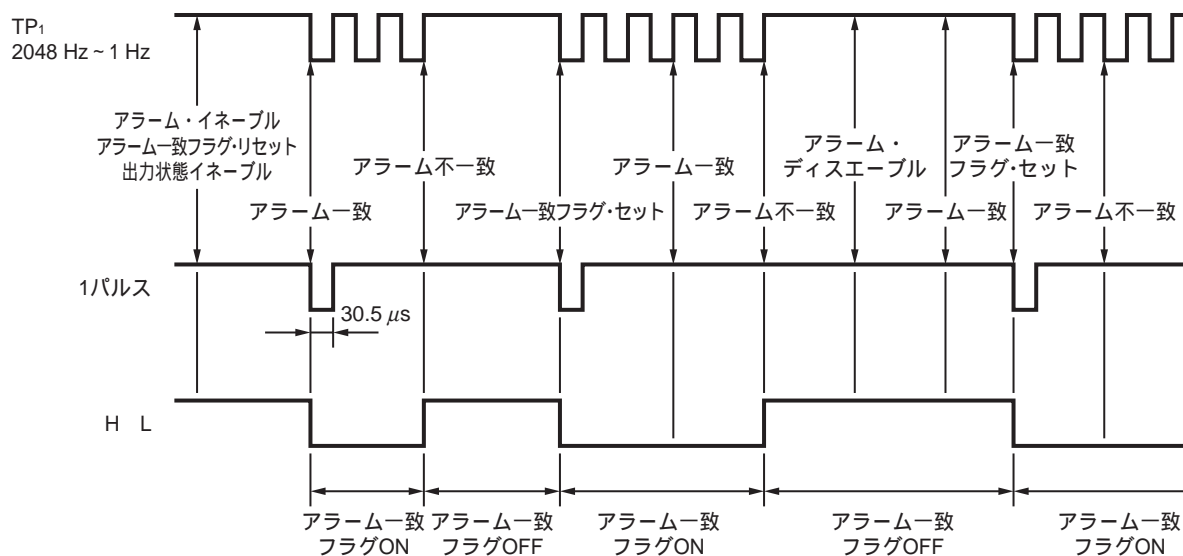 TP₁
2048 Hz ~ 1 Hz
アラーム・イネーブル
アラーム一致フラグ・リセット
出力状態イネーブル
アラーム一致
アラーム不一致
アラーム一致フラグ・セット
アラーム一致
アラーム不一致
アラーム・
ディスエーブル
アラーム一致
アラーム一致
フラグ・セット
アラーム不一致
1パルス
30.5 μs
H L
アラーム一致
フラグON
アラーム一致
フラグOFF
アラーム一致
フラグON
アラーム一致
フラグOFF
アラーム一致
フラグON